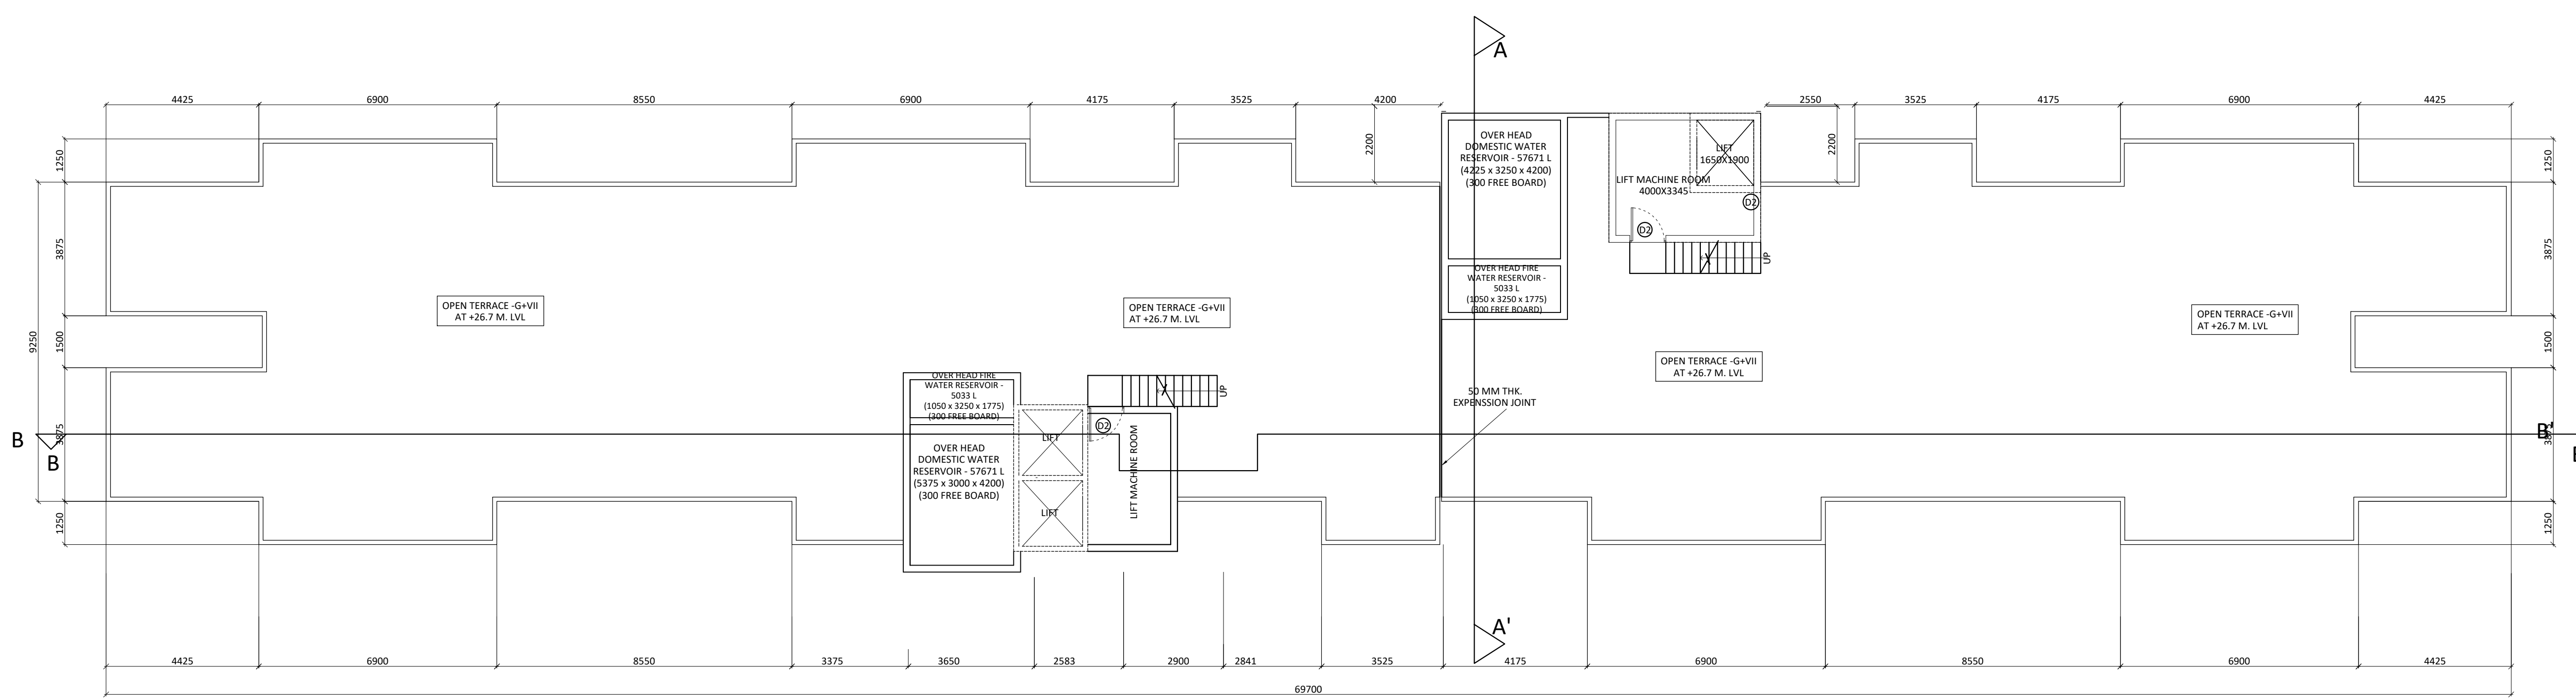 A
4425
6900
8550
6900
4175
3525
4200
2550
3525
4175
6900
4425
1250
2200
2200
1250
OVER HEAD
DOMESTIC WATER
RESERVOIR - 57671 L
(4225 x 3250 x 4200)
(300 FREE BOARD)
LIFT
1650X1900
LIFT MACHINE ROOM
4000X3345
D2
D2
UP
3875
3875
OVER HEAD FIRE
WATER RESERVOIR -
5033 L
(1050 x 3250 x 1775)
(300 FREE BOARD)
OPEN TERRACE -G+VII
AT +26.7 M. LVL
OPEN TERRACE -G+VII
AT +26.7 M. LVL
OPEN TERRACE -G+VII
AT +26.7 M. LVL
OPEN TERRACE -G+VII
AT +26.7 M. LVL
9250
1500
1500
OVER HEAD FIRE
WATER RESERVOIR -
5033 L
(1050 x 3250 x 1775)
(300 FREE BOARD)
UP
D2
50 MM THK.
EXPENSSION JOINT
B
B
3875
LIFT
LIFT MACHINE ROOM
B'
3875
OVER HEAD
DOMESTIC WATER
RESERVOIR - 57671 L
(5375 x 3000 x 4200)
(300 FREE BOARD)
LIFT
1250
1250
A'
4425
6900
8550
3375
3650
2583
2900
2841
3525
4175
6900
8550
6900
4425
69700